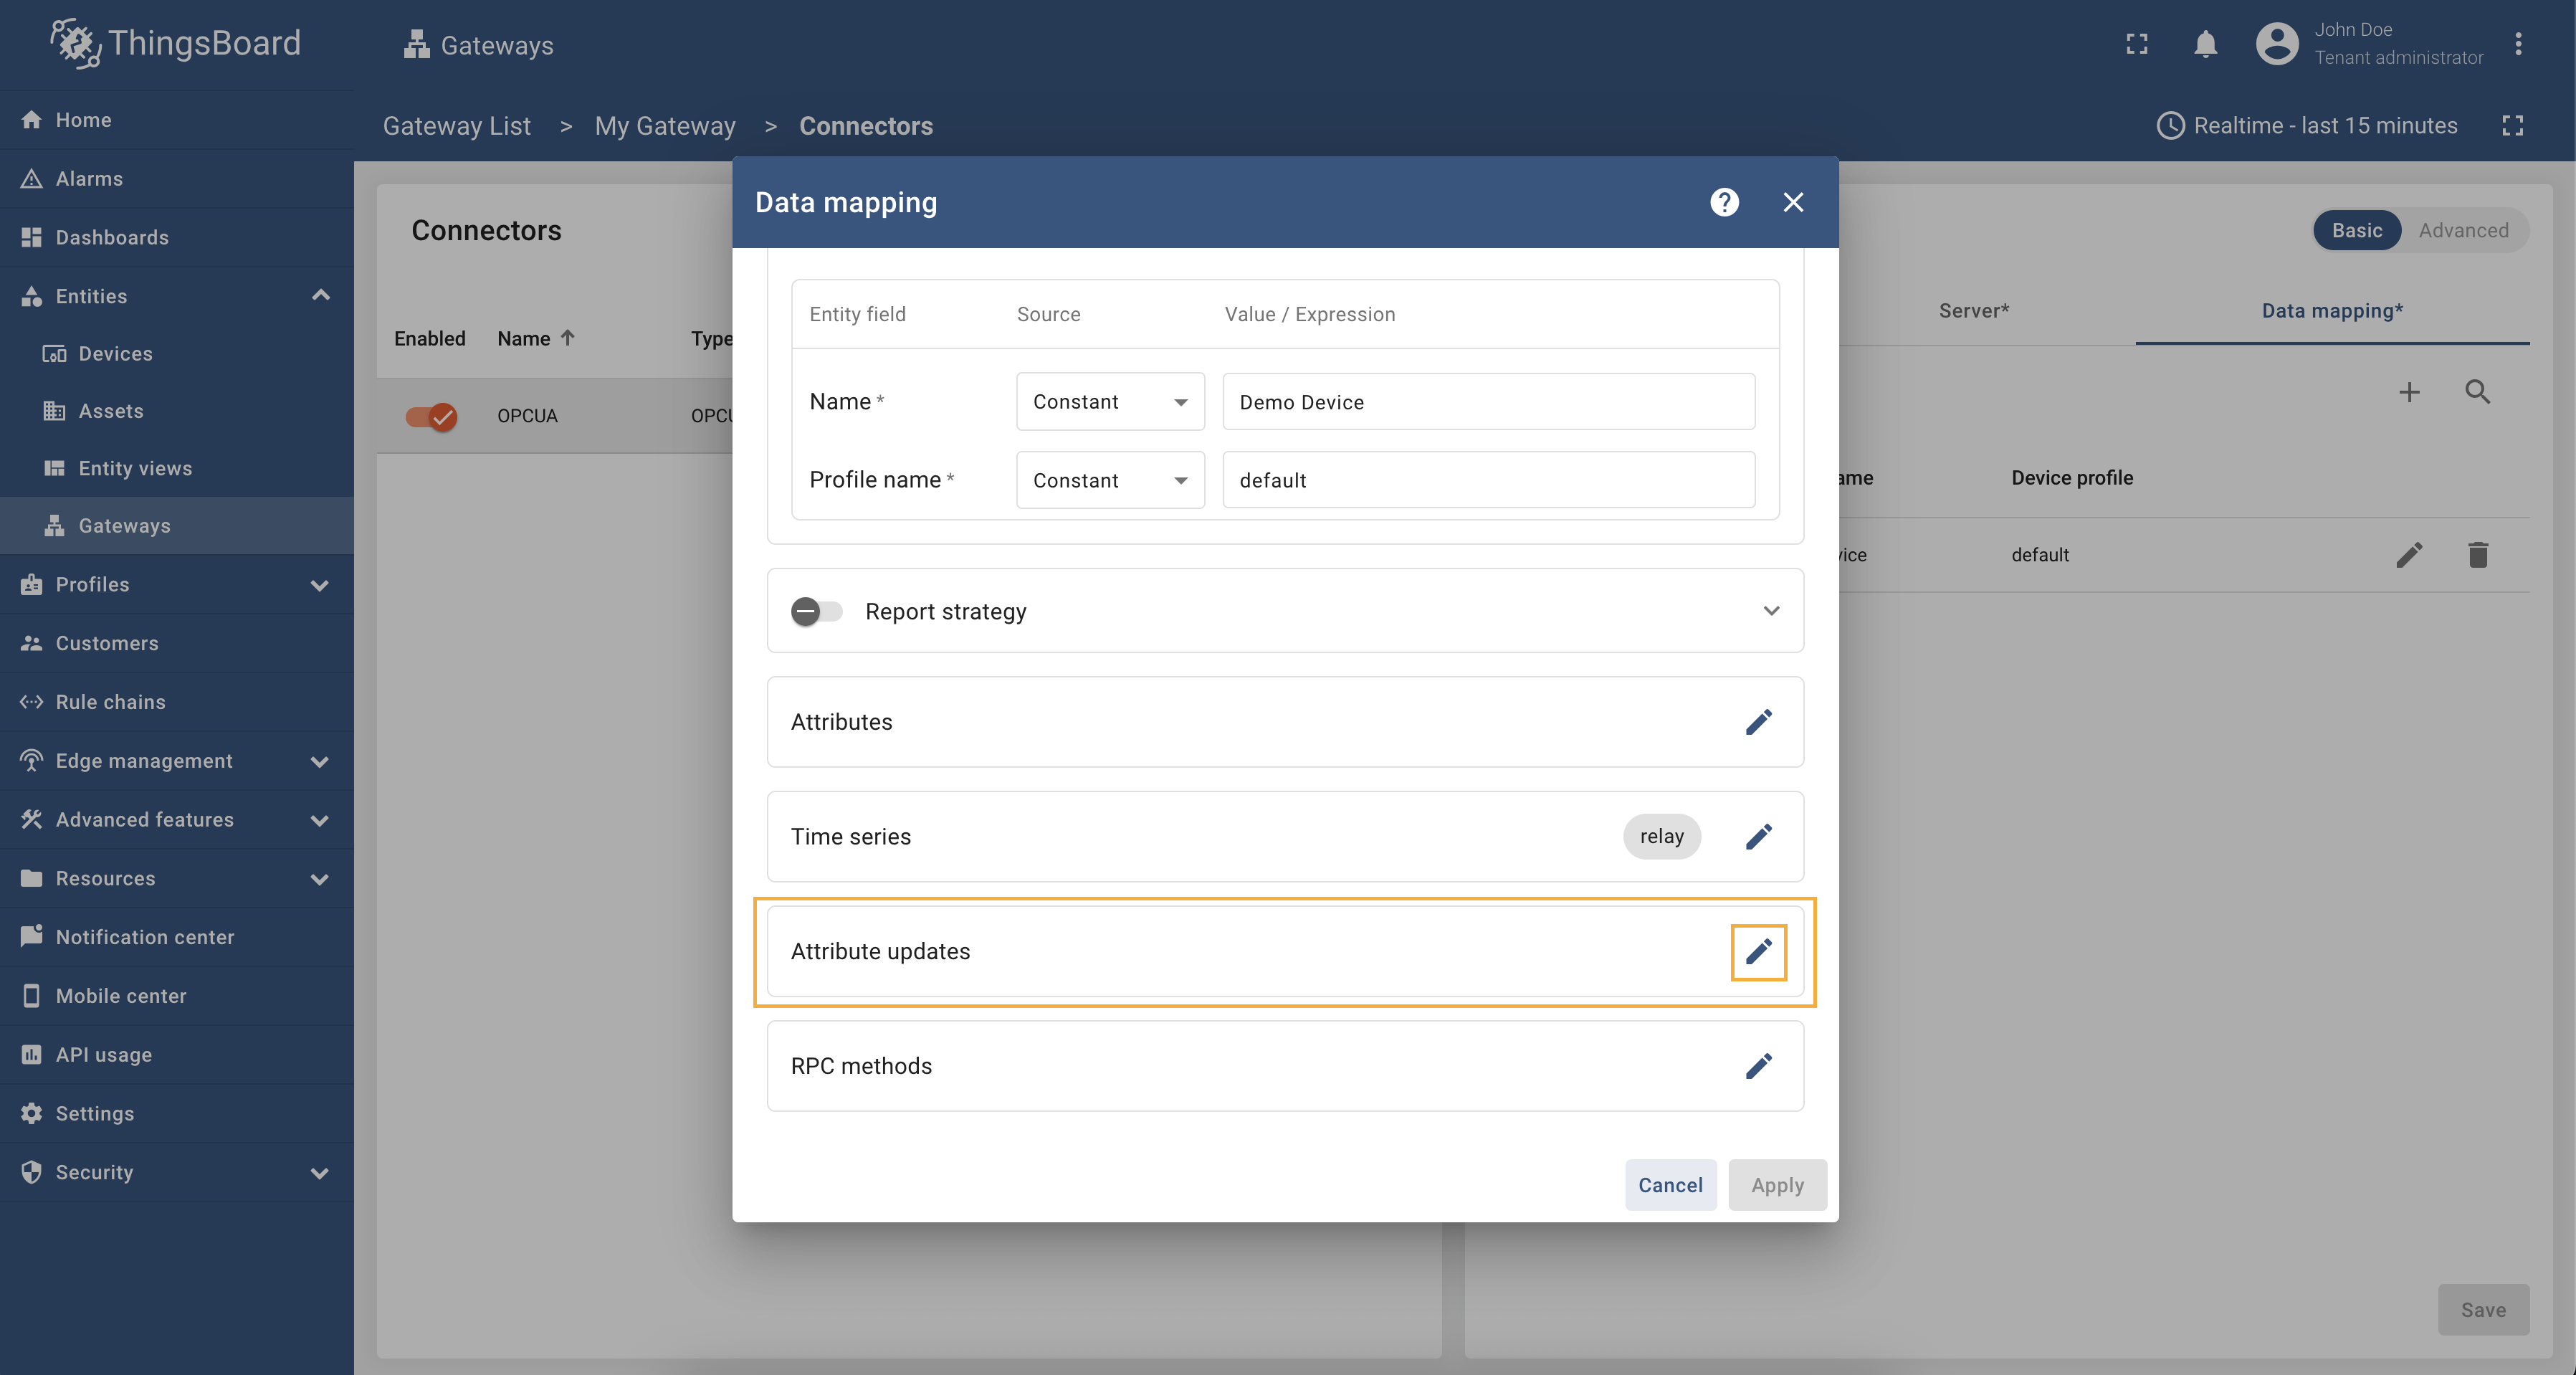 ThingsBoard
Gateways
John Doe
Tenant administrator
Gateway List > My Gateway > Connectors
Realtime - last 15 minutes
Home
Alarms
Dashboards
Entities
Devices
Assets
Entity views
Gateways
Profiles
Customers
Rule chains
Edge management
Advanced features
Resources
Notification center
Mobile center
API usage
Settings
Security
Connectors
Enabled Name Type
OPCUA OPCU
Data mapping
Entity field Source Value / Expression
Name * Constant Demo Device
Profile name * Constant default
Report strategy
Attributes
Time series relay
Attribute updates
RPC methods
Cancel Apply
Basic Advanced
Server* Data mapping*
ame Device profile
vice default
Save